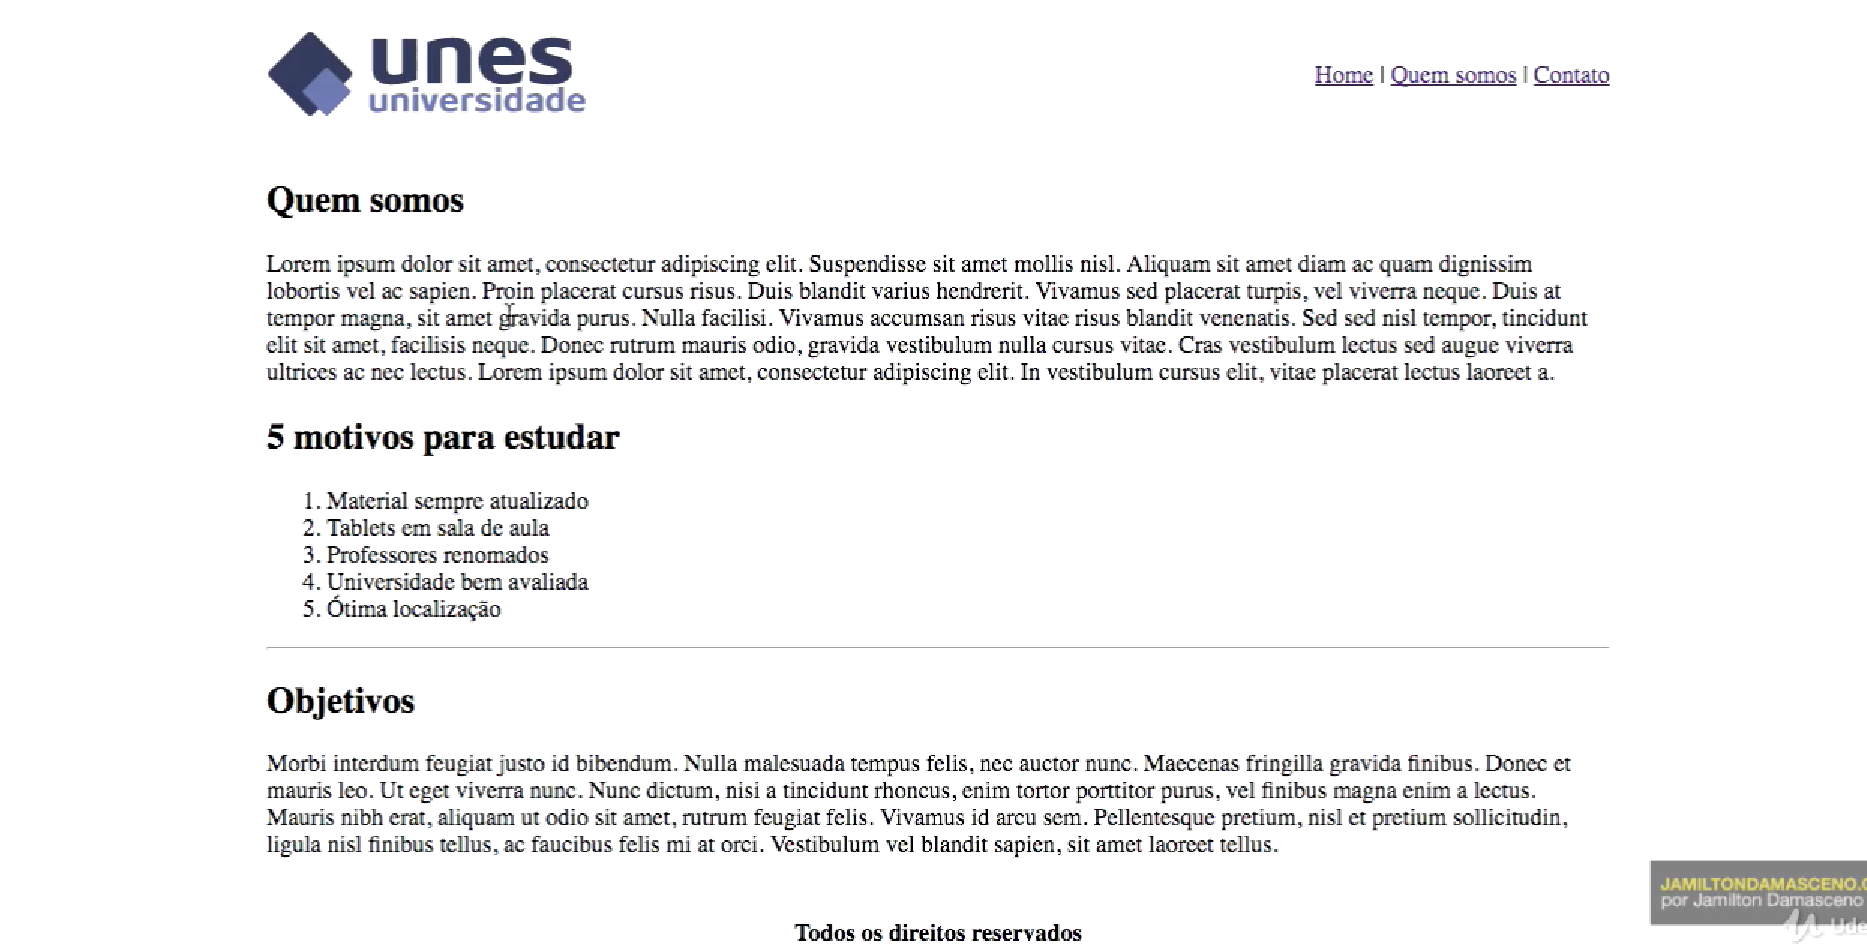 unes
universidade
Home | Quem somos | Contato
Quem somos
Lorem ipsum dolor sit amet, consectetur adipiscing elit. Suspendisse sit amet mollis nisl. Aliquam sit amet diam ac quam dignissim
lobortis vel ac sapien. Proin placerat cursus risus. Duis blandit varius hendrerit. Vivamus sed placerat turpis, vel viverra neque. Duis at
tempor magna, sit amet gravida purus. Nulla facilisi. Vivamus accumsan risus vitae risus blandit venenatis. Sed sed nisl tempor, tincidunt
elit sit amet, facilisis neque. Donec rutrum mauris odio, gravida vestibulum nulla cursus vitae. Cras vestibulum lectus sed augue viverra
ultrices ac nec lectus. Lorem ipsum dolor sit amet, consectetur adipiscing elit. In vestibulum cursus elit, vitae placerat lectus laoreet a.
5 motivos para estudar
1. Material sempre atualizado
2. Tablets em sala de aula
3. Professores renomados
4. Universidade bem avaliada
5. Ótima localização
Objetivos
Morbi interdum feugiat justo id bibendum. Nulla malesuada tempus felis, nec auctor nunc. Maecenas fringilla gravida finibus. Donec et
mauris leo. Ut eget viverra nunc. Nunc dictum, nisi a tincidunt rhoncus, enim tortor porttitor purus, vel finibus magna enim a lectus.
Mauris nibh erat, aliquam ut odio sit amet, rutrum feugiat felis. Vivamus id arcu sem. Pellentesque pretium, nisl et pretium sollicitudin,
ligula nisl finibus tellus, ac faucibus felis mi at orci. Vestibulum vel blandit sapien, sit amet laoreet tellus.
JAMILTONDAMASCENO.
por Jamilton Damasceno
Ude
Todos os direitos reservados